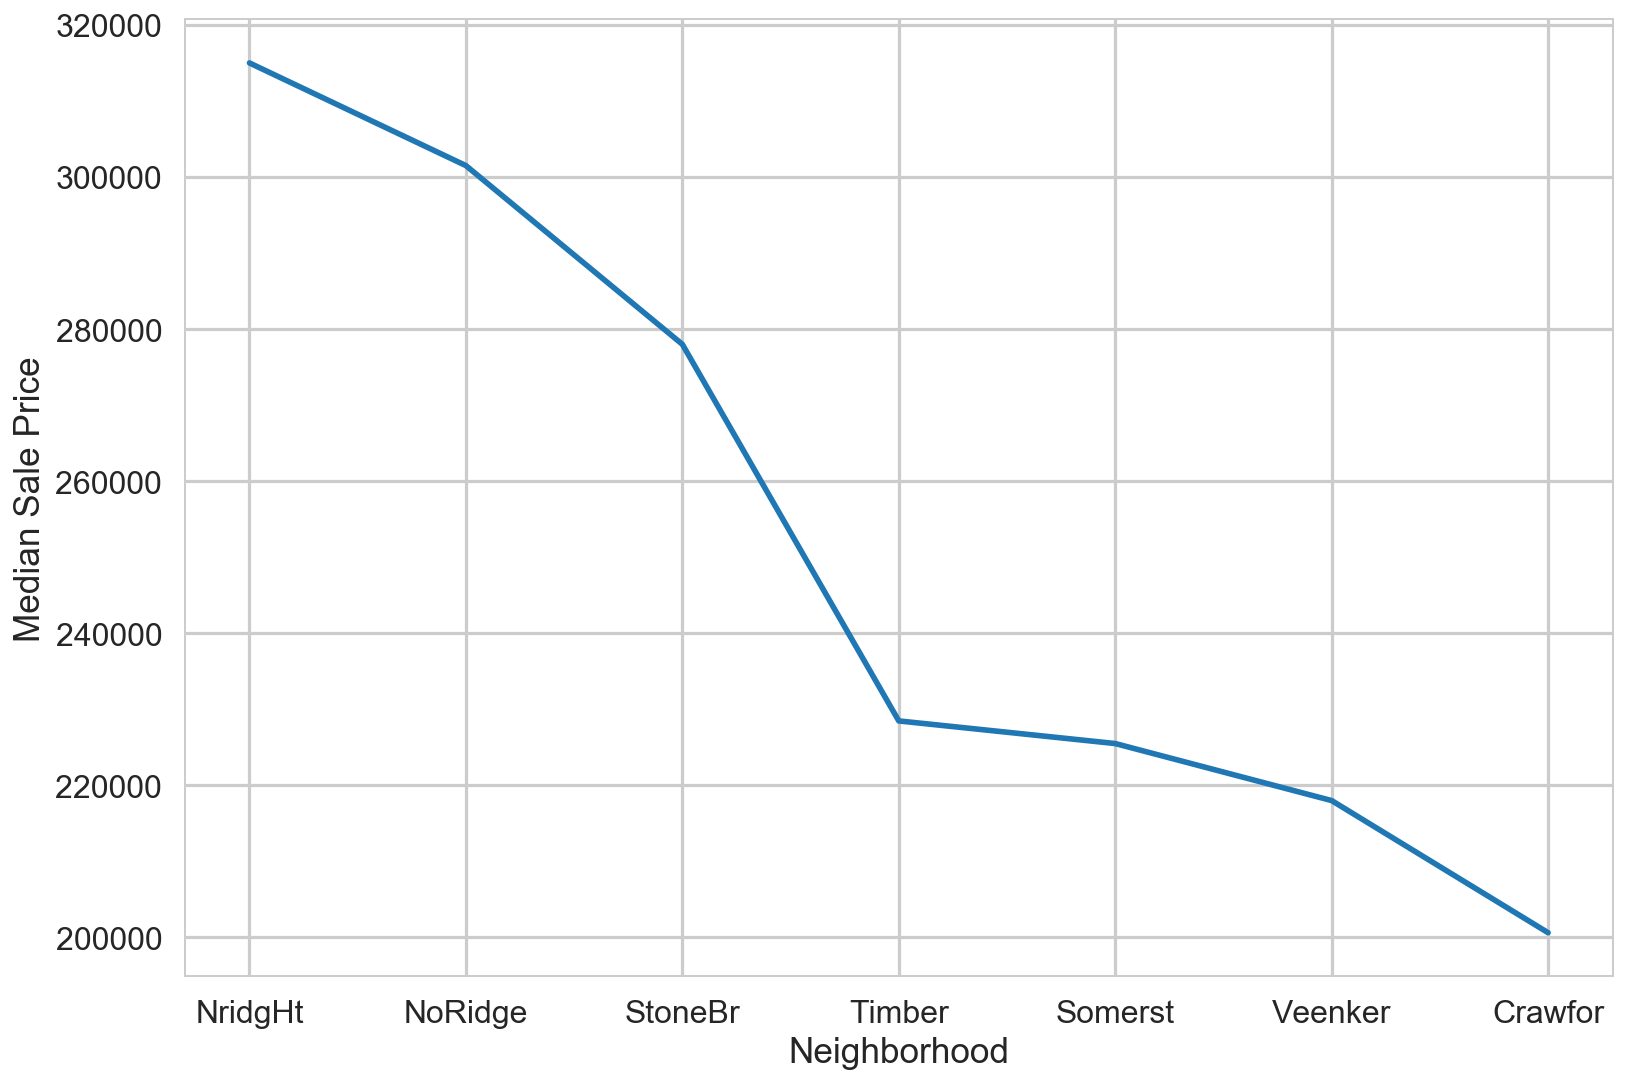 320000
300000
280000
260000
240000
220000
200000
Median Sale Price
NridgHt NoRidge StoneBr Timber Somerst Veenker Crawfor
Neighborhood